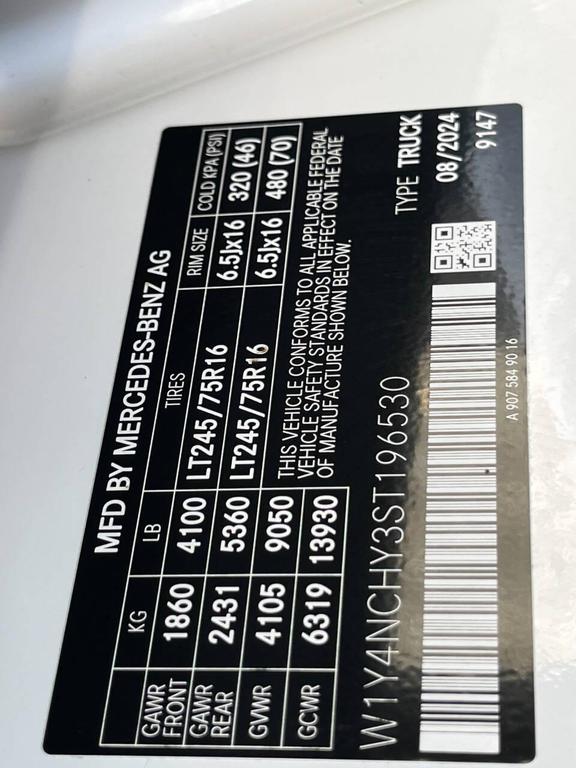 MFD BY MERCEDES-BENZ AG
KG LB TIRES RIM SIZE COLD KPA (PSI)
GAWR FRONT 1860 4100 LT245/75R16 6.5Jx16 320 (46)
GAWR REAR 2431 5360 LT245/75R16 6.5Jx16 480 (70)
GVWR 4105 9050
GCWR 6319 13930
THIS VEHICLE CONFORMS TO ALL APPLICABLE FEDERAL
VEHICLE SAFETY STANDARDS IN EFFECT ON THE DATE
OF MANUFACTURE SHOWN BELOW.
W1Y4NCHY3ST196530
TYPE TRUCK
08/2024
9147
A 907 584 90 16